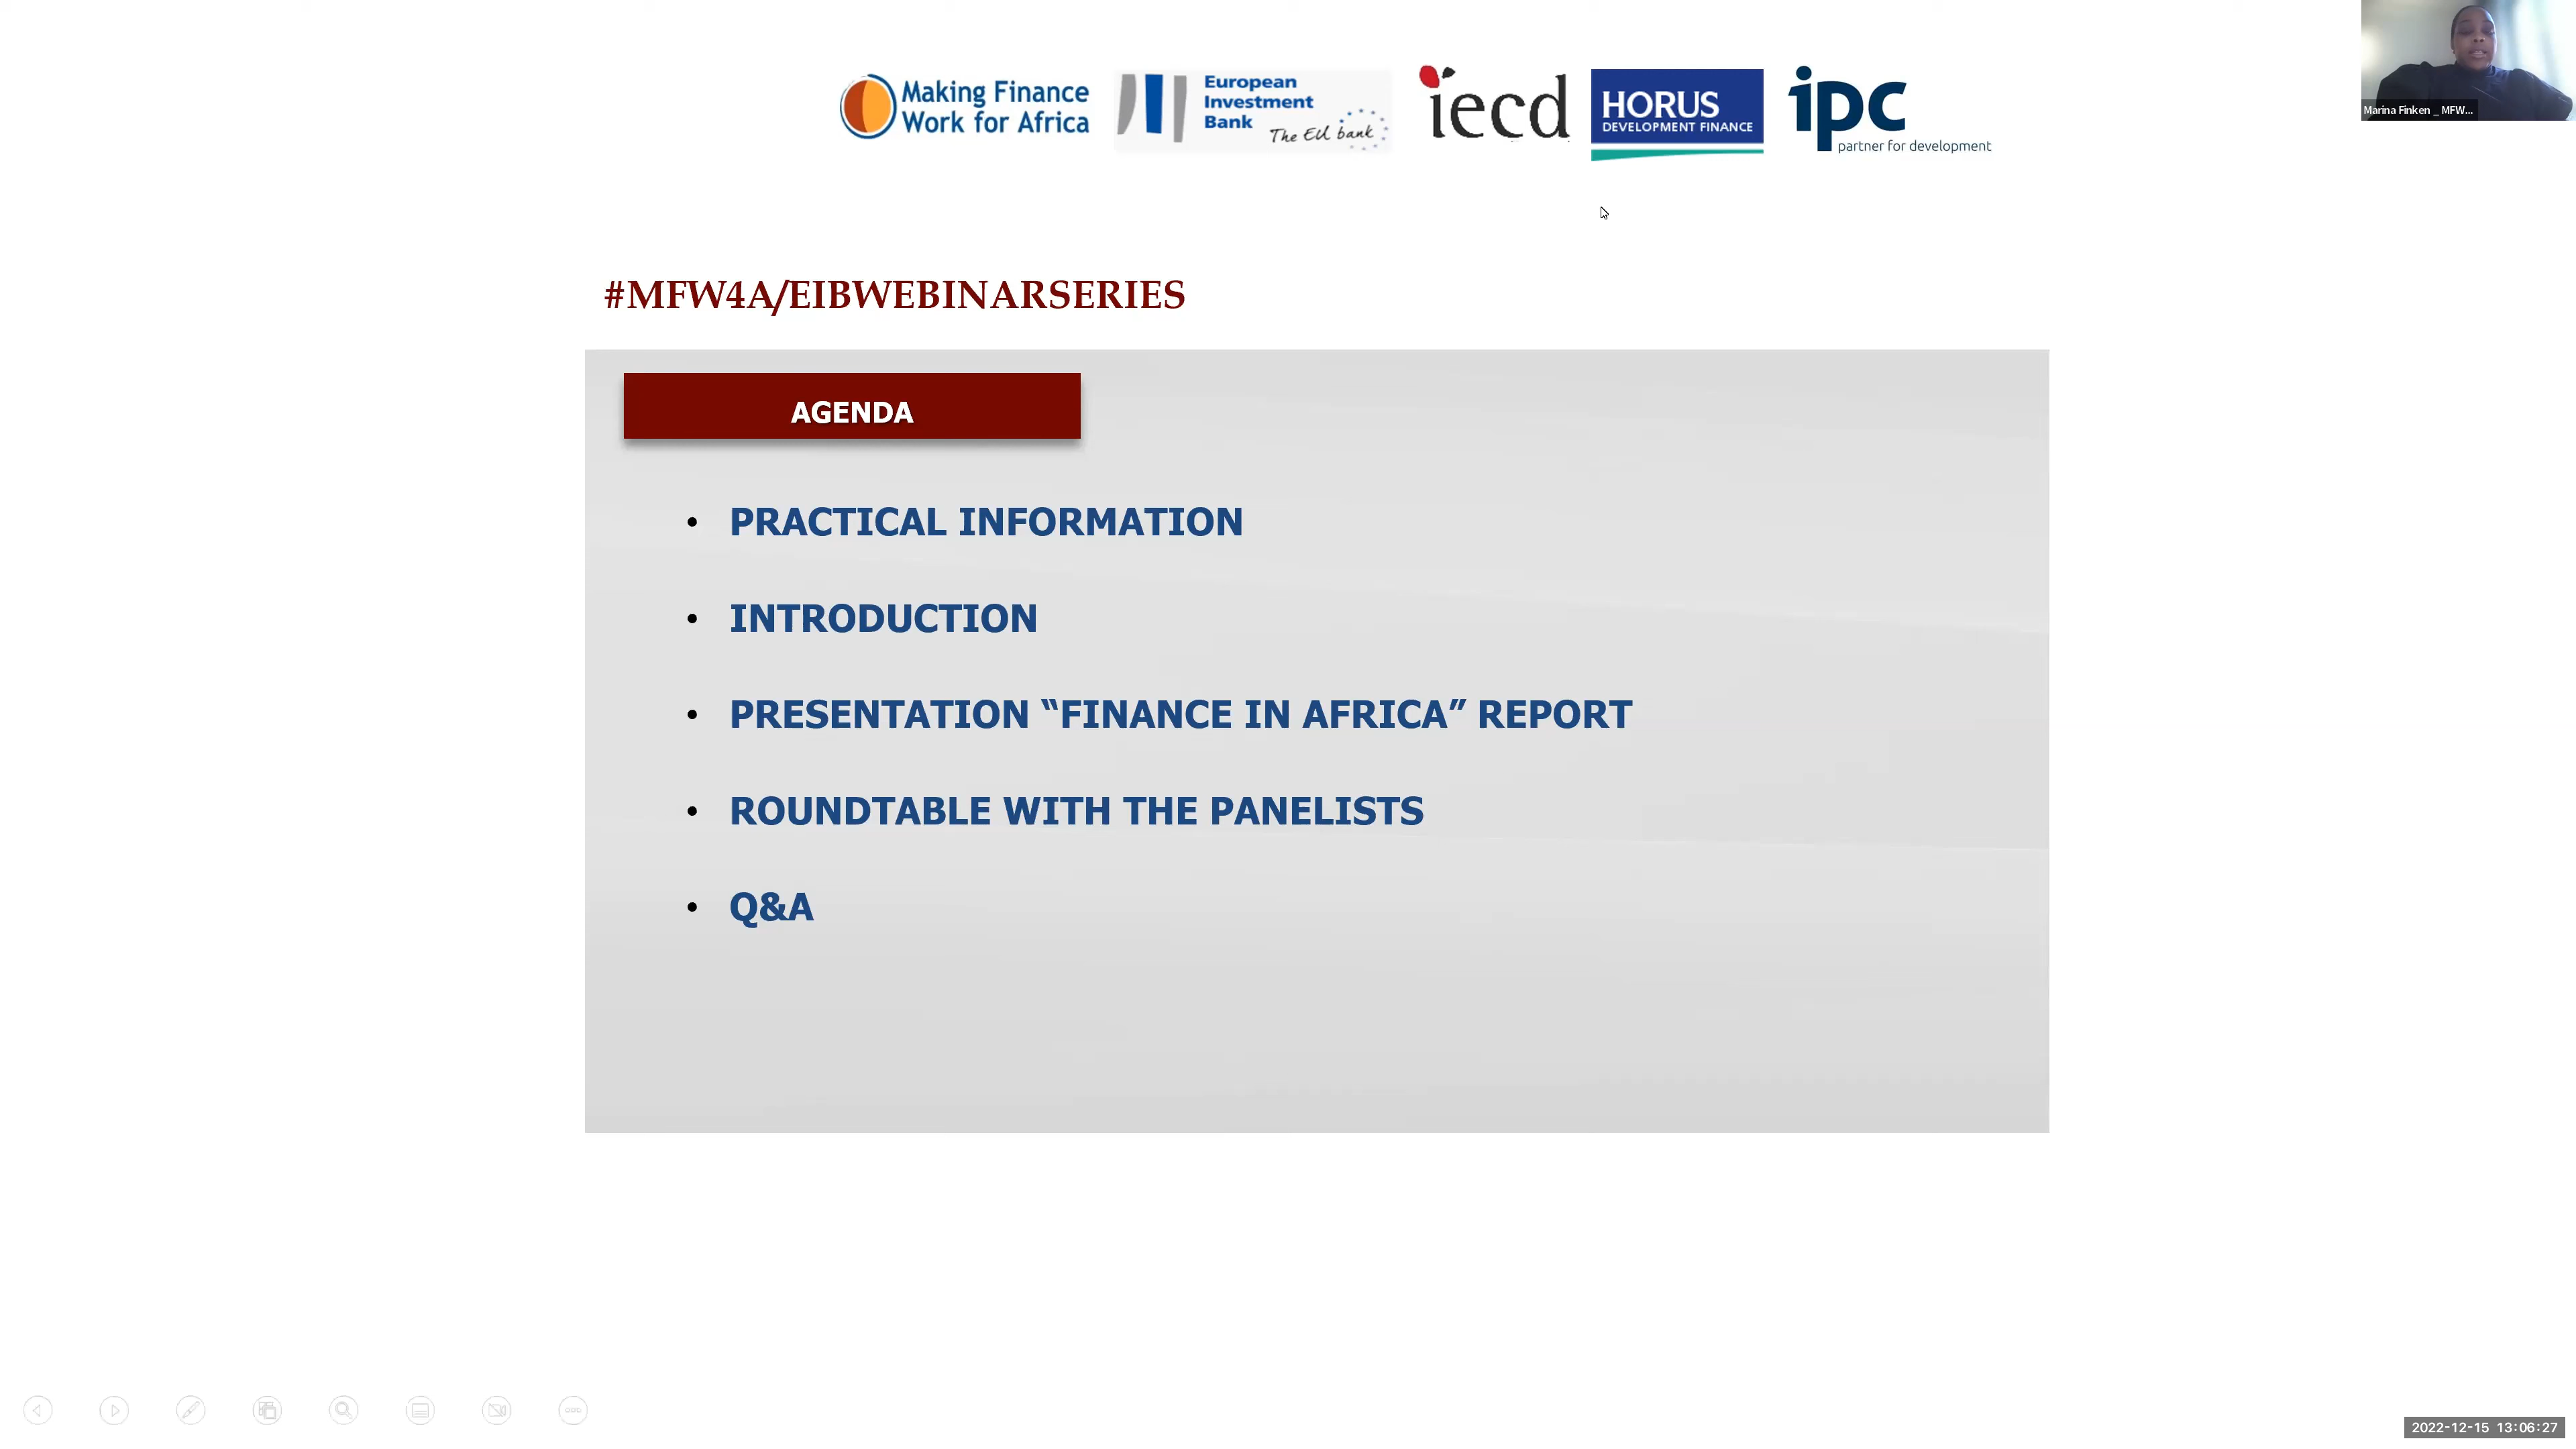 Making Finance
Work for Africa
European
Investment
Bank
The EU bank
iecd
HORUS
DEVELOPMENT FINANCE
ipc
partner for development
Marina Finken _ MFW...
#MFW4A/EIBWEBINARSERIES
AGENDA
• PRACTICAL INFORMATION
• INTRODUCTION
• PRESENTATION “FINANCE IN AFRICA” REPORT
• ROUNDTABLE WITH THE PANELISTS
• Q&A
2022-12-15 13:06:27